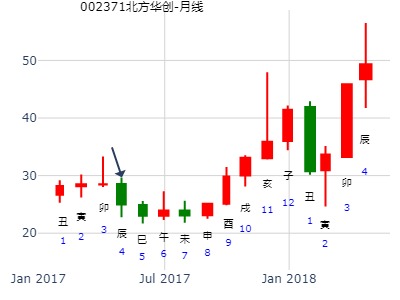 002371北方华创-月线
50
40
30
20
丑
寅
卯
辰
巳
午
未
申
酉
戌
亥
子
丑
寅
卯
辰
1
2
3
4
5
6
7
8
9
10
11
12
1
2
3
4
Jan 2017
Jul 2017
Jan 2018